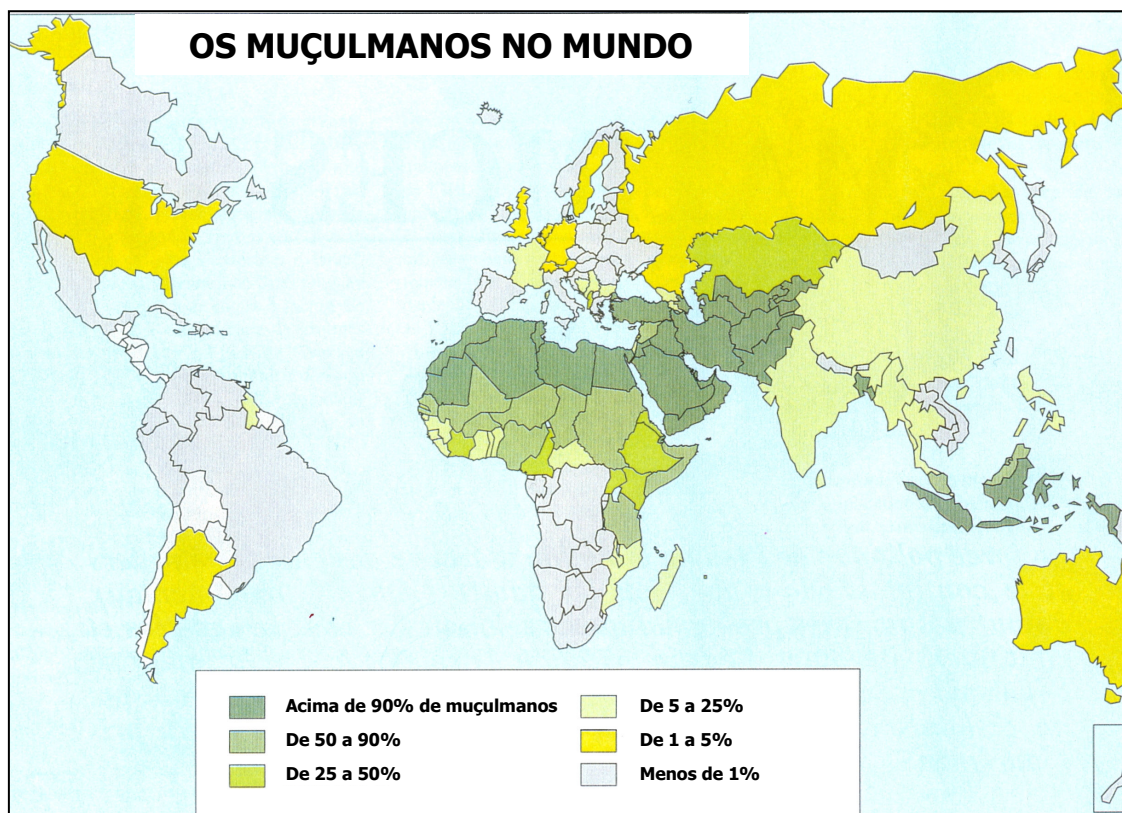 OS MUÇULMANOS NO MUNDO
Acima de 90% de muçulmanos
De 50 a 90%
De 25 a 50%
De 5 a 25%
De 1 a 5%
Menos de 1%